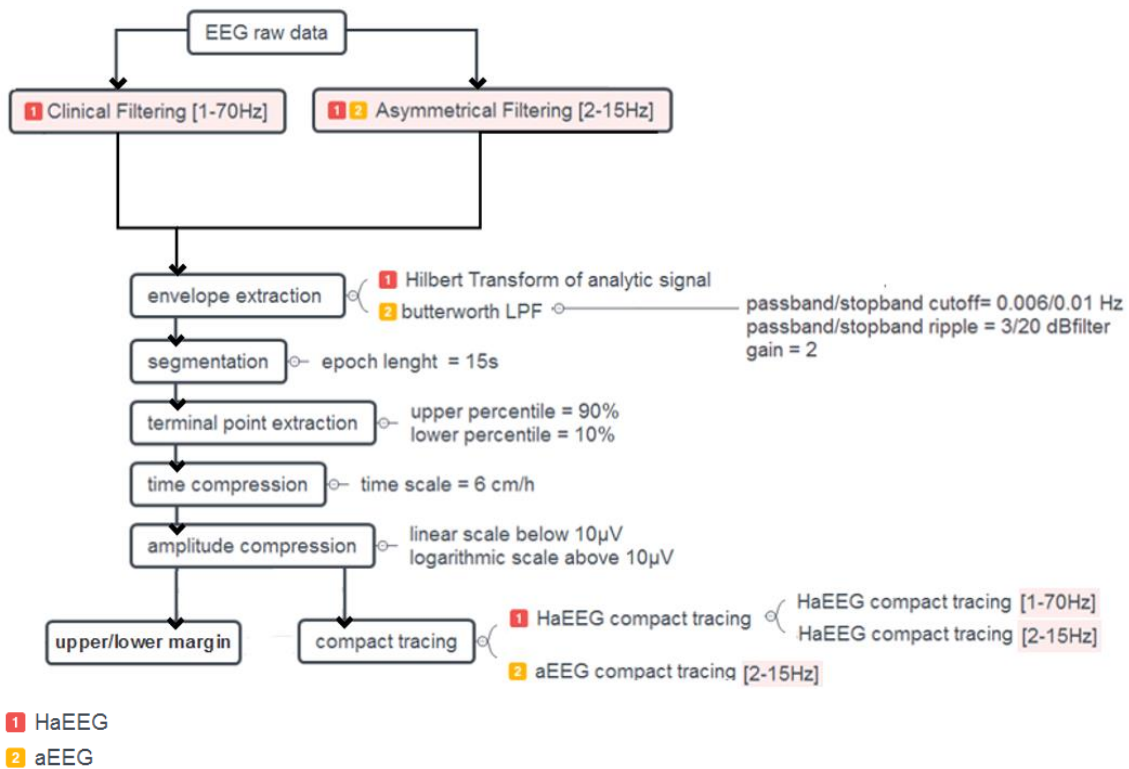 EEG raw data
1 Clinical Filtering [1-70Hz]
1 2 Asymmetrical Filtering [2-15Hz]
envelope extraction
1 Hilbert Transform of analytic signal
2 butterworth LPF
passband/stopband cutoff= 0.006/0.01 Hz
passband/stopband ripple = 3/20 dBfilter
gain = 2
segmentation
epoch lenght = 15s
terminal point extraction
upper percentile = 90%
lower percentile = 10%
time compression
time scale = 6 cm/h
amplitude compression
linear scale below 10μV
logarithmic scale above 10μV
upper/lower margin
compact tracing
1 HaEEG compact tracing
HaEEG compact tracing [1-70Hz]
HaEEG compact tracing [2-15Hz]
2 aEEG compact tracing [2-15Hz]
1 HaEEG
2 aEEG